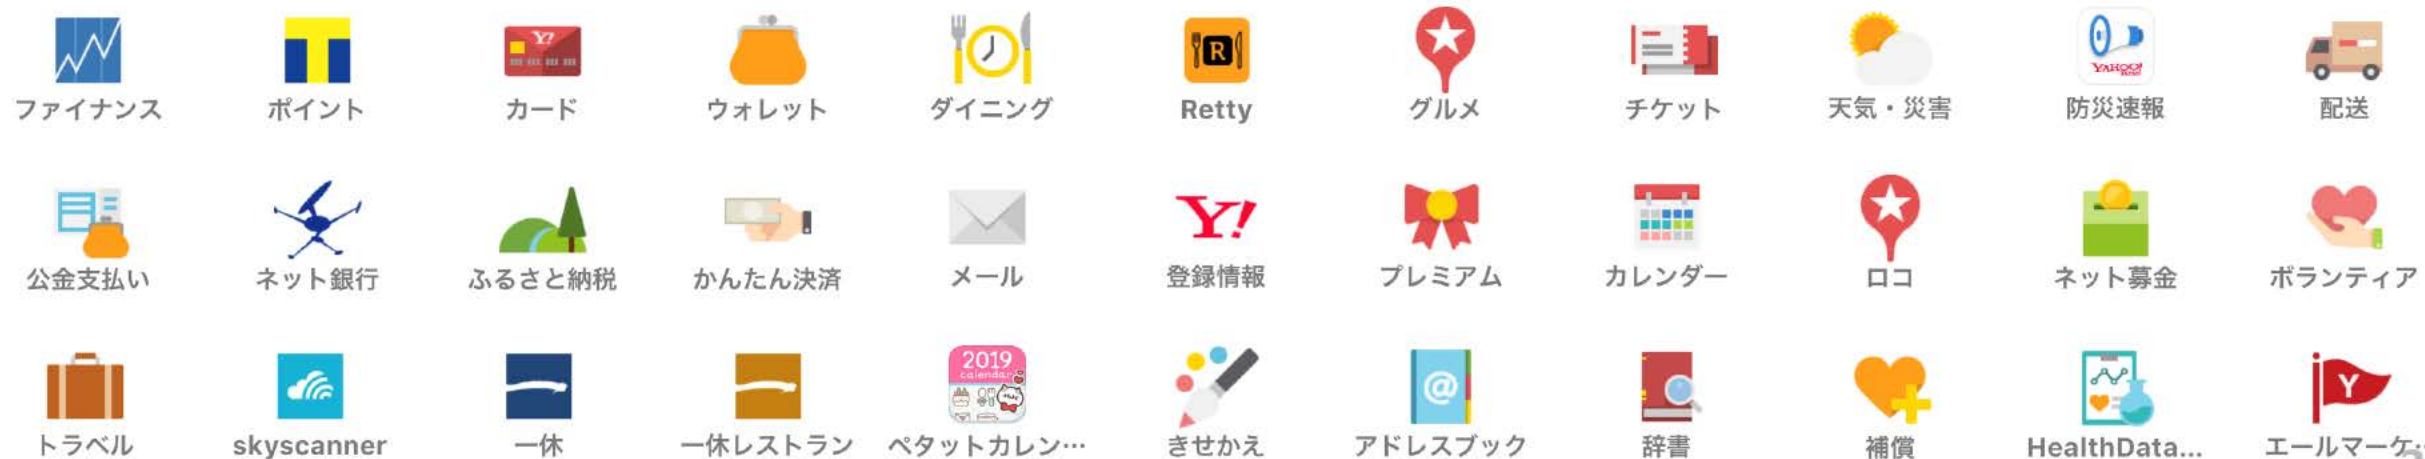 ファイナンス ポイント カード ウォレット ダイニング Retty グルメ チケット 天気・災害 防災速報 配送
公金支払い ネット銀行 ふるさと納税 かんたん決済 メール 登録情報 プレミアム カレンダー ロコ ネット募金 ボランティア
トラベル skyscanner 一休 一休レストラン ペタットカレン… きせかえ アドレスブック 辞書 補償 HealthData... エールマーケ